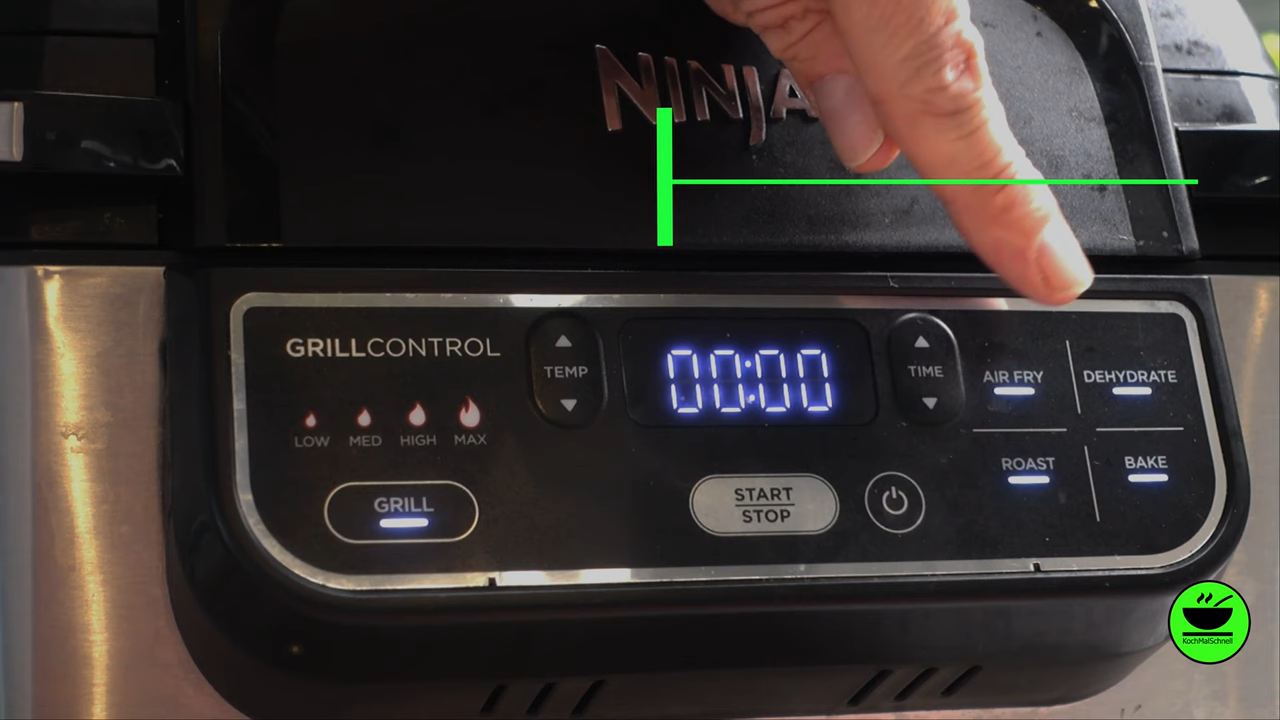 NINJA
GRILLCONTROL
TEMP
00:00
TIME
AIR FRY
DEHYDRATE
LOW
MED
HIGH
MAX
ROAST
BAKE
GRILL
START
STOP
KochMalSchnell